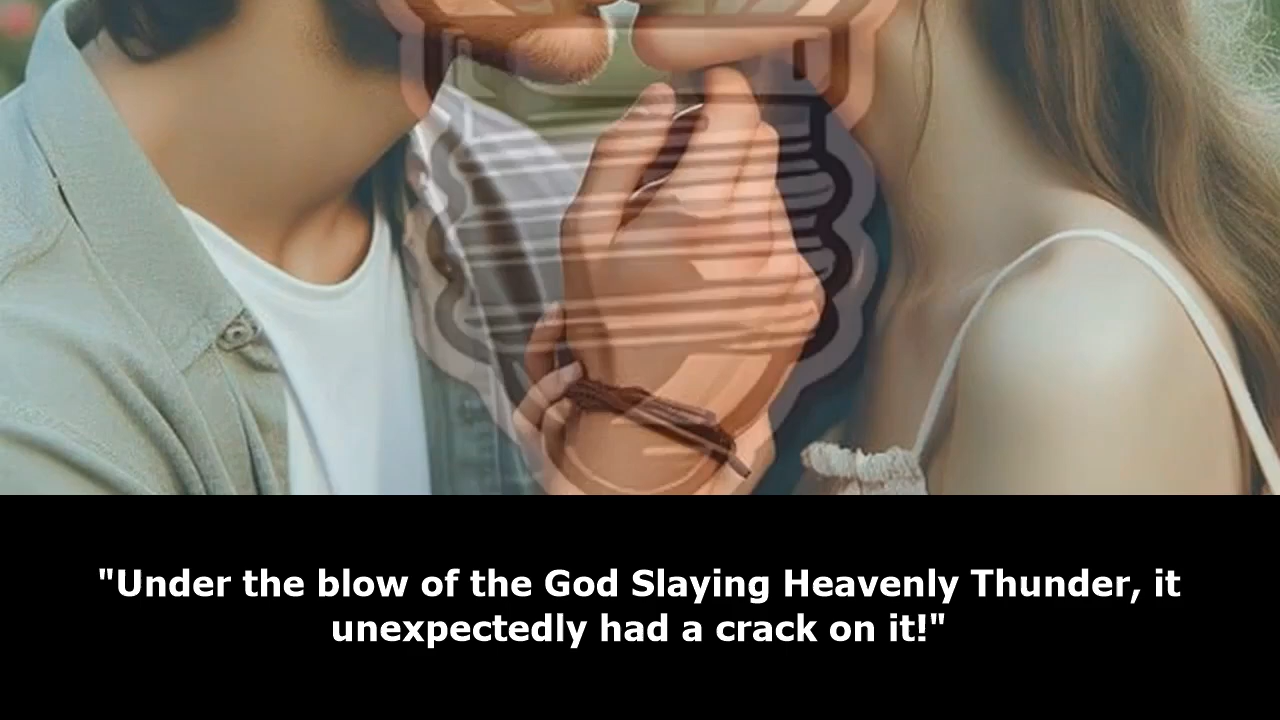 "Under the blow of the God Slaying Heavenly Thunder, it
unexpectedly had a crack on it!"